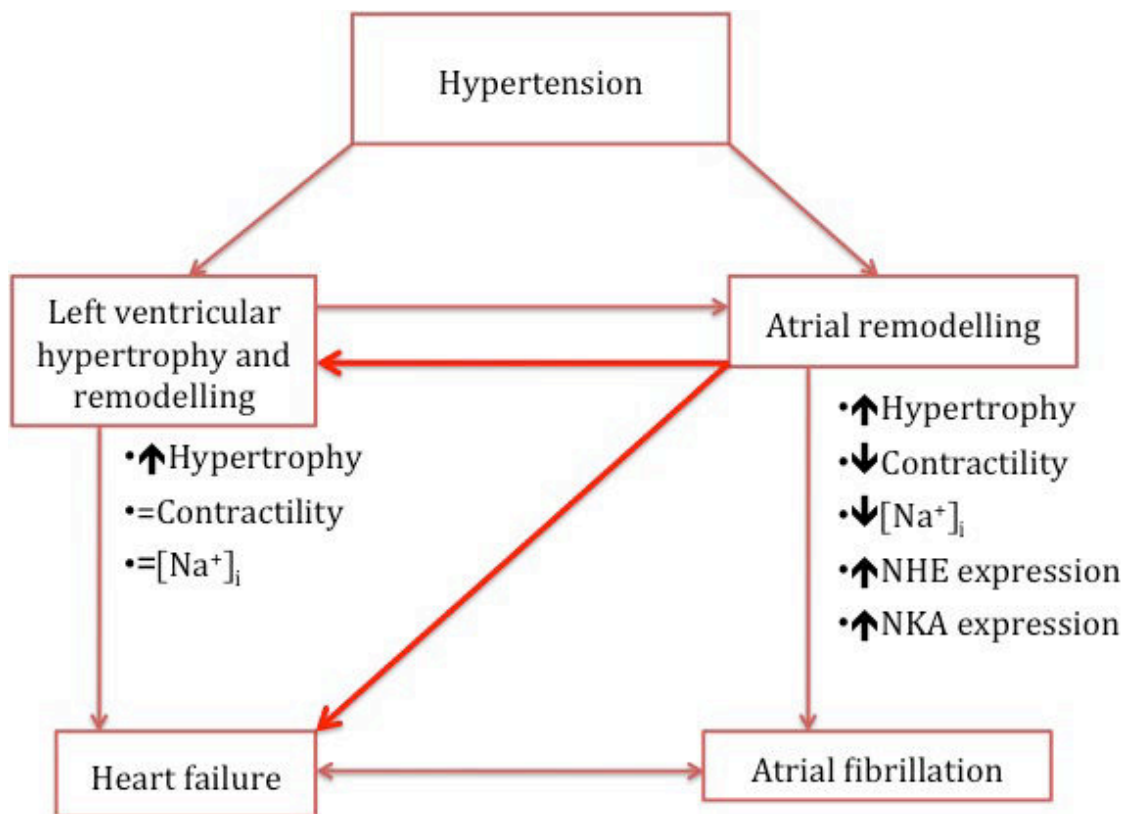 Hypertension
Left ventricular
hypertrophy and
remodelling
Atrial remodelling
•↑Hypertrophy
•=Contractility
•=[Na⁺]ᵢ
•↑Hypertrophy
•↓Contractility
•↓[Na⁺]ᵢ
•↑NHE expression
•↑NKA expression
Heart failure
Atrial fibrillation